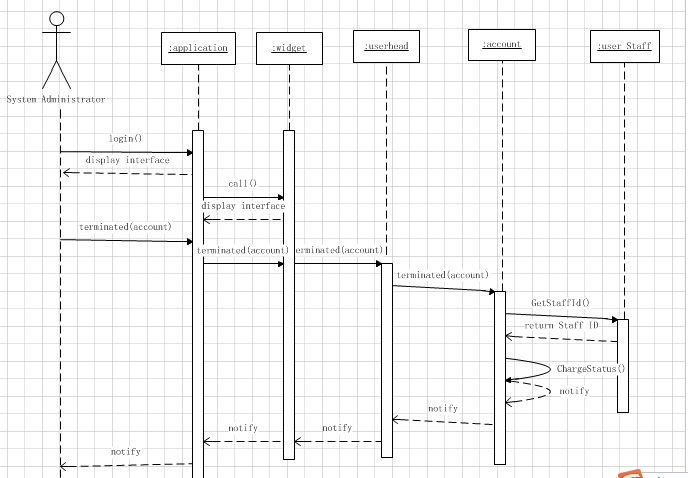 :application
:widget
:userhead
:account
:user Staff
System Administrator
login()
display interface
call()
display interface
terminated(account)
terminated(account)
erminated(account)
terminated(account)
GetStaffId()
return Staff ID
ChargeStatus()
notify
notify
notify
notify
notify